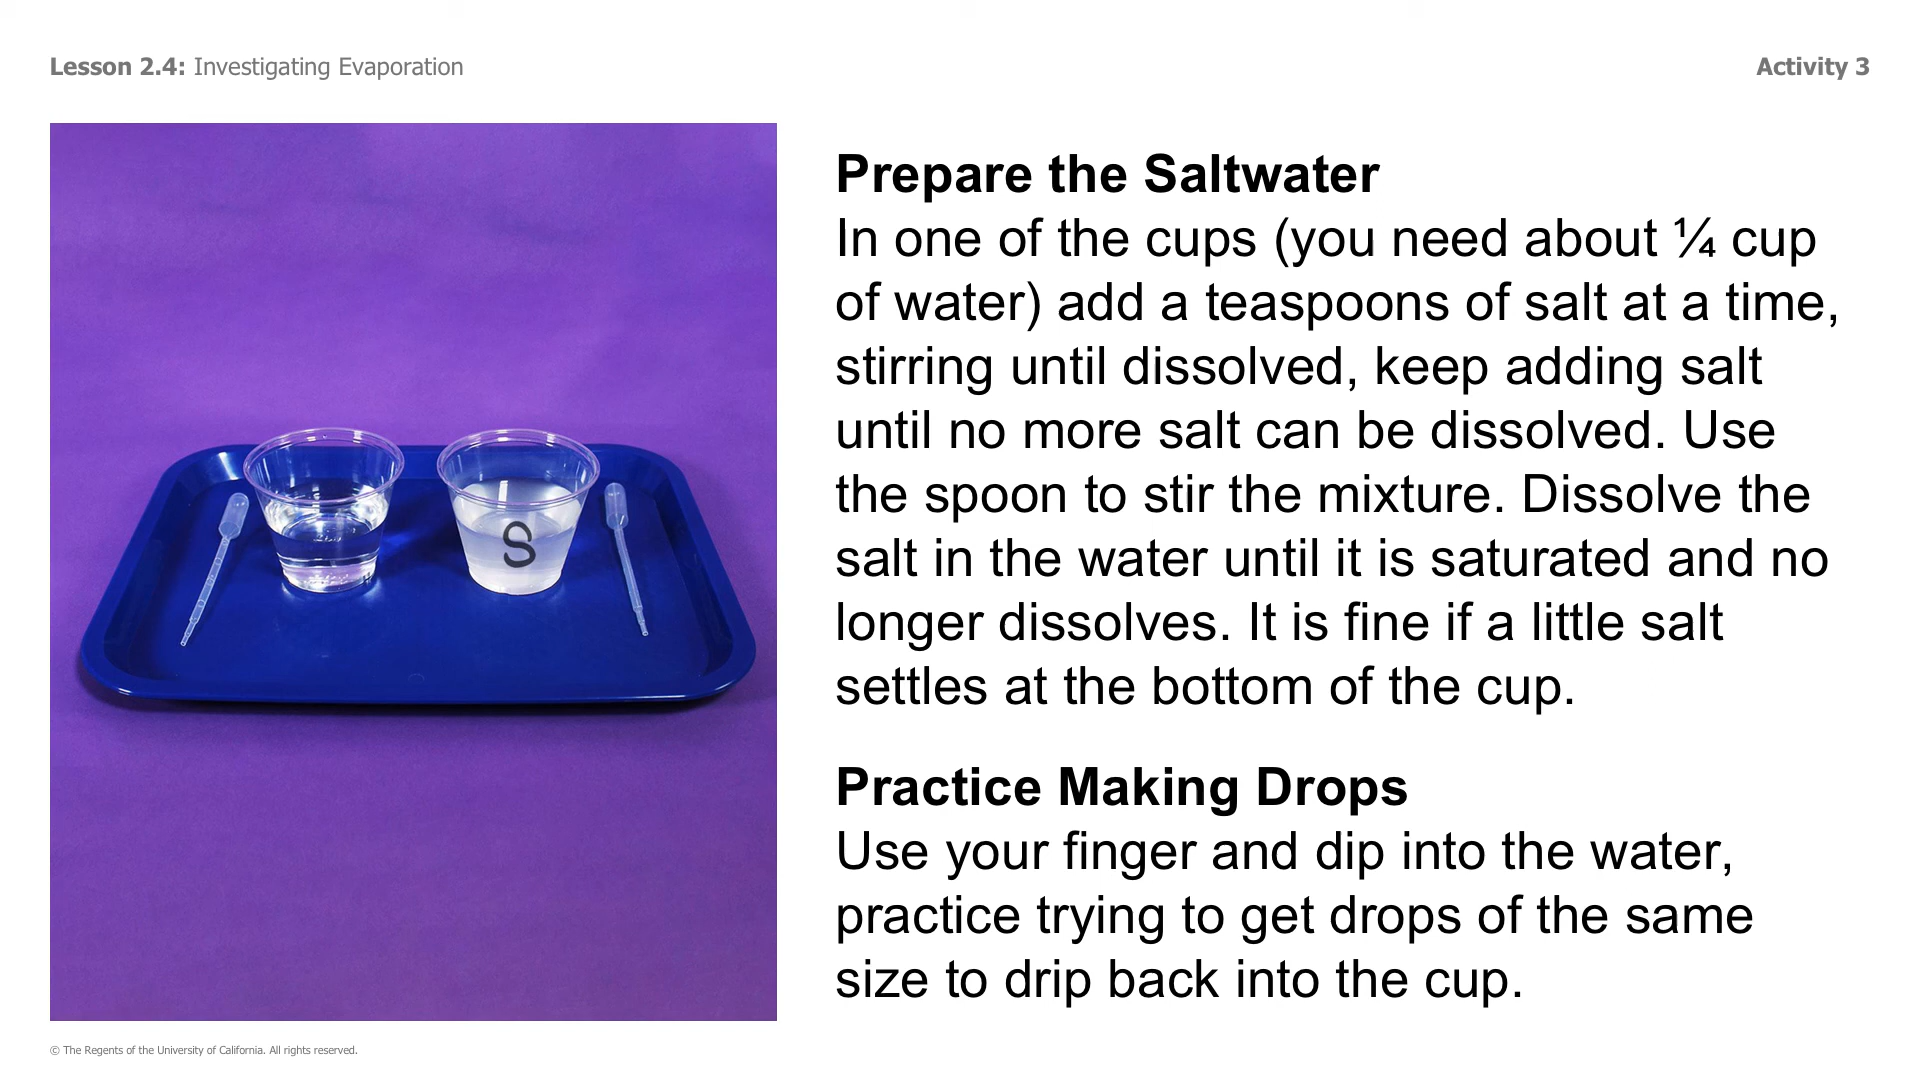 Lesson 2.4: Investigating Evaporation
Activity 3
Prepare the Saltwater
In one of the cups (you need about ¼ cup
of water) add a teaspoons of salt at a time,
stirring until dissolved, keep adding salt
until no more salt can be dissolved. Use
the spoon to stir the mixture. Dissolve the
salt in the water until it is saturated and no
longer dissolves. It is fine if a little salt
settles at the bottom of the cup.
Practice Making Drops
Use your finger and dip into the water,
practice trying to get drops of the same
size to drip back into the cup.
S
© The Regents of the University of California. All rights reserved.